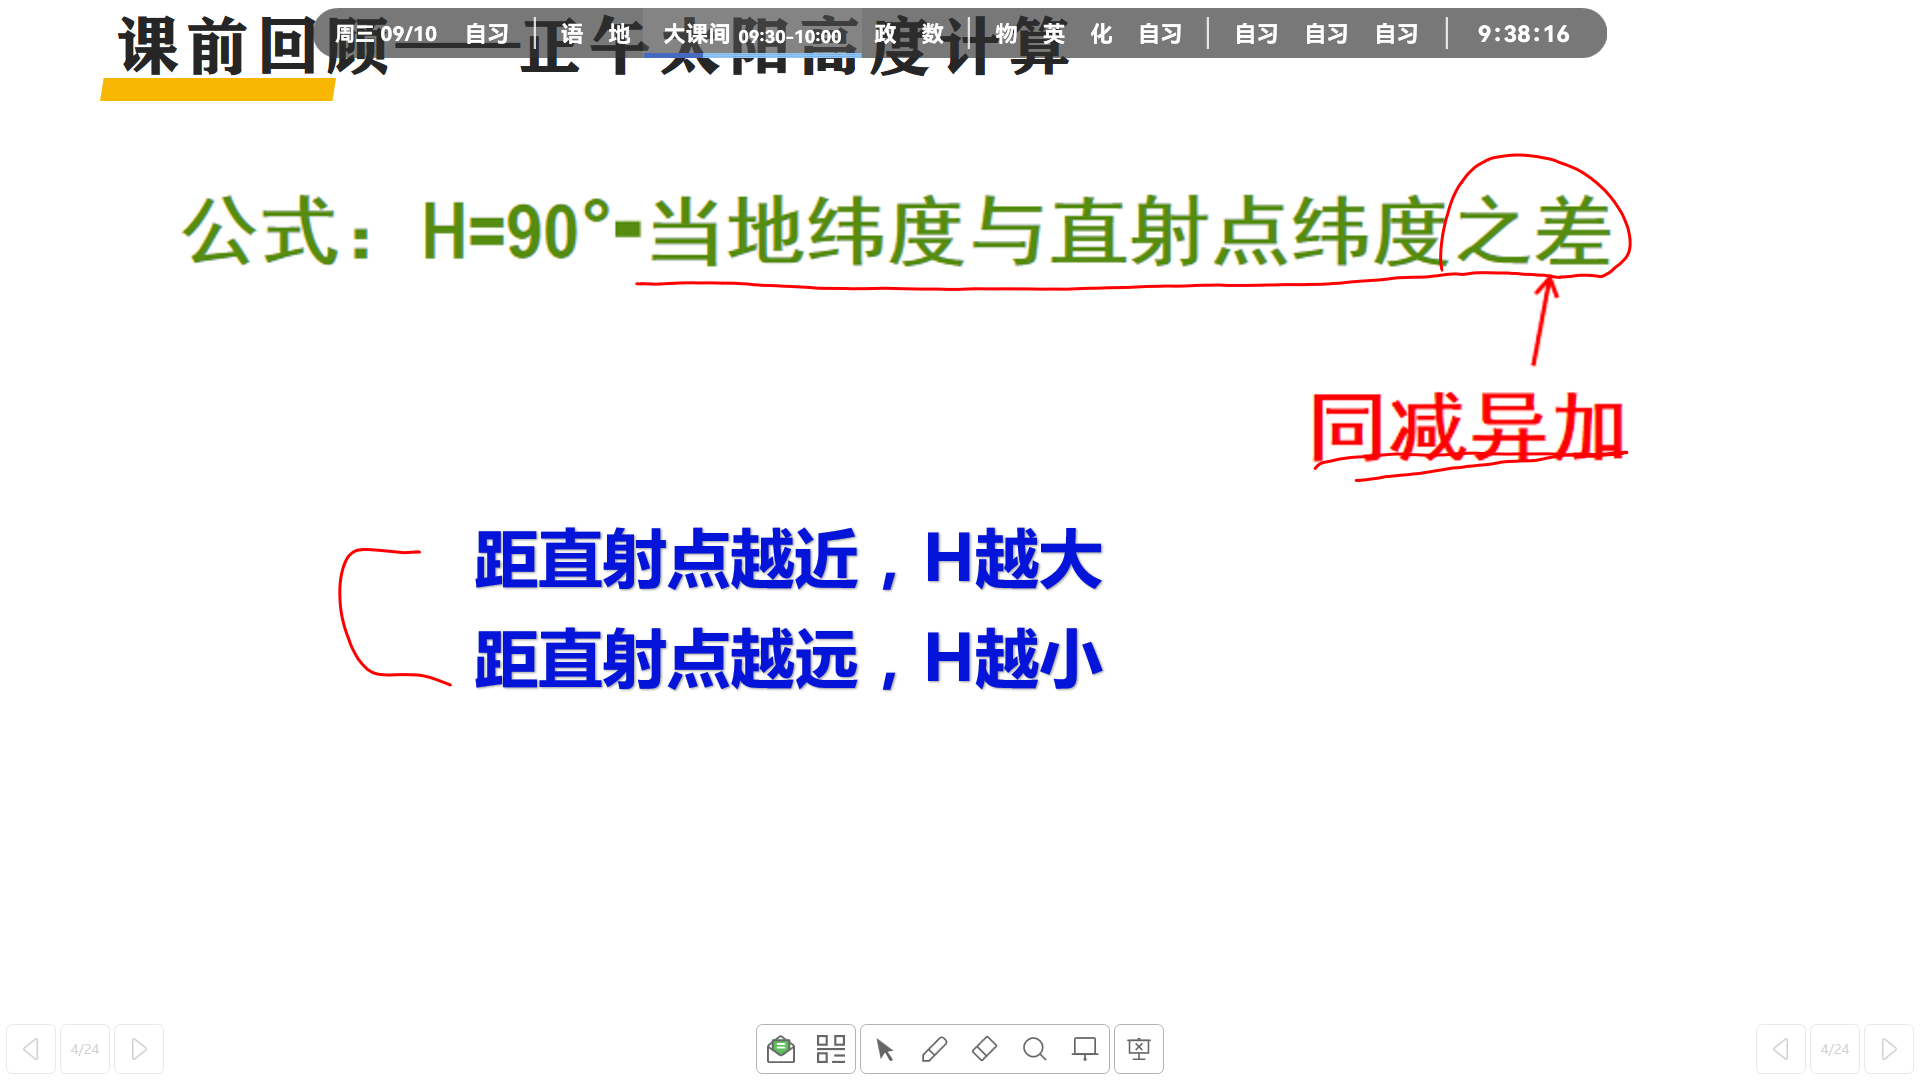 课前回顾——正午太阳高度计算
周三 09/10 自习 语 地 大课间 09:30-10:00 政 数 物 英 化 自习 自习 自习 自习 9:38:16
公式：H=90°-当地纬度与直射点纬度之差
同减异加
距直射点越近，H越大
距直射点越远，H越小
4/24
4/24